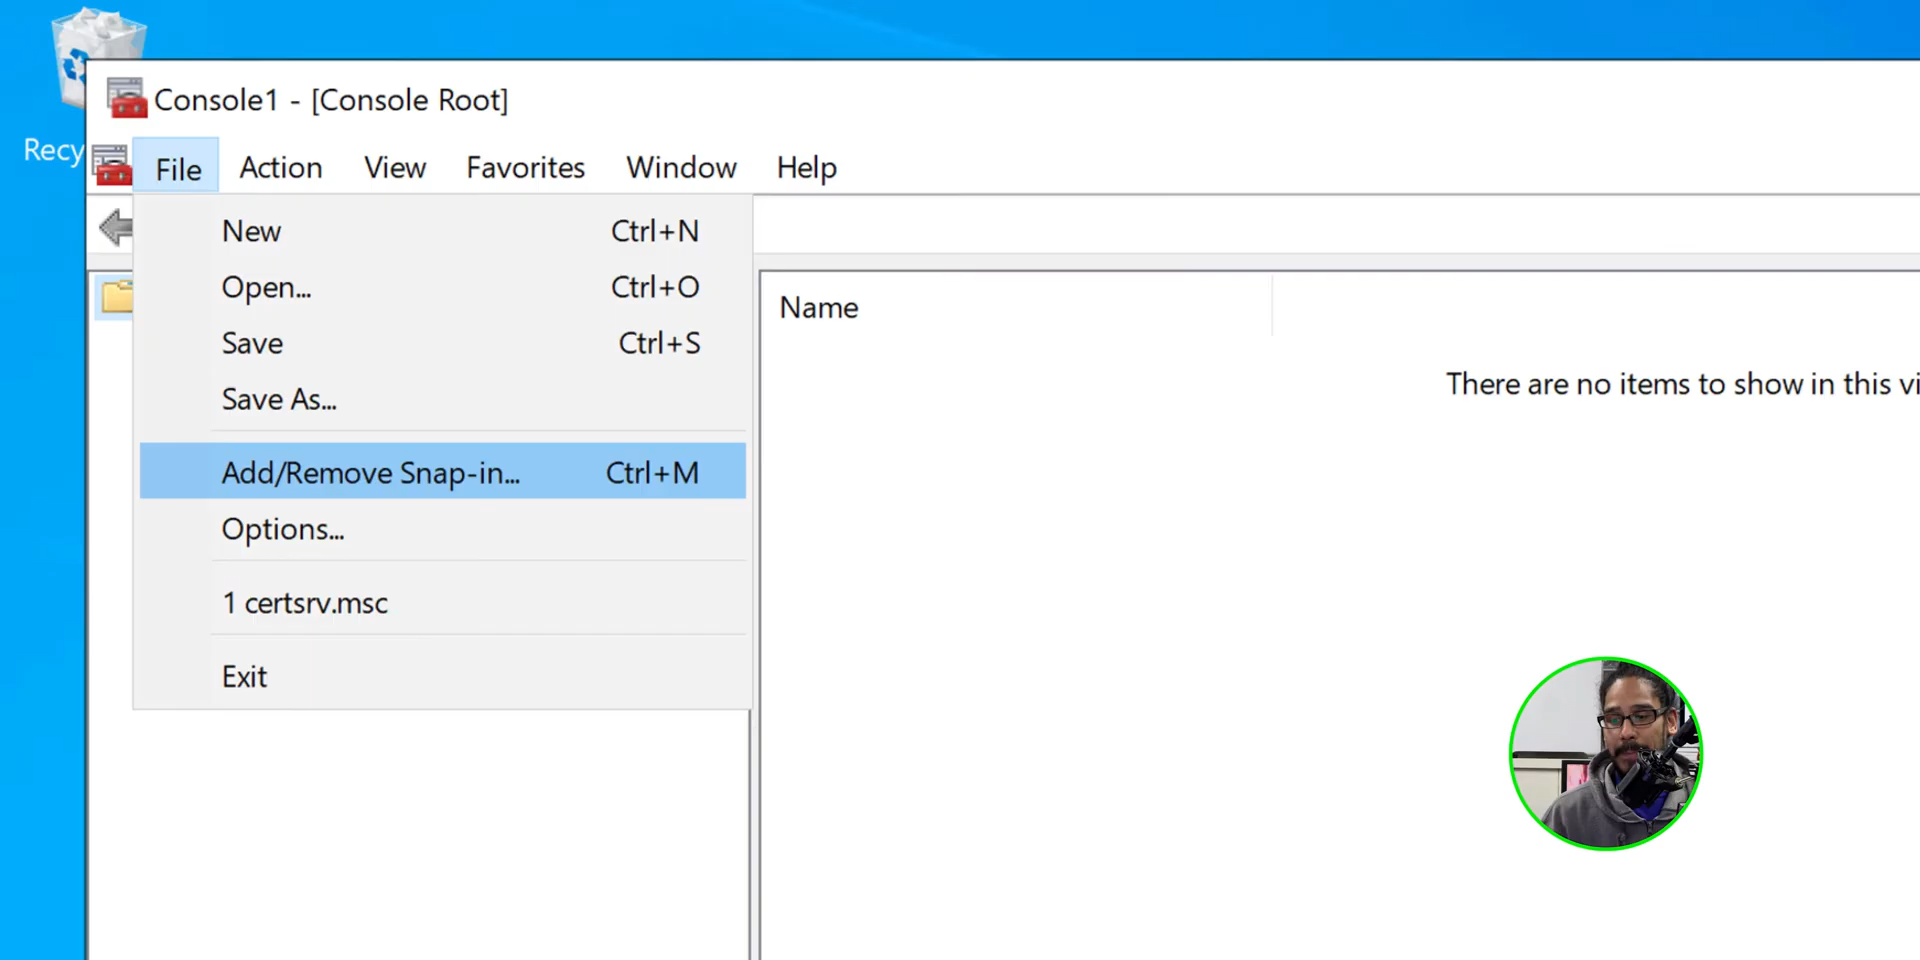 Recy
Console1 - [Console Root]
File Action View Favorites Window Help
New Ctrl+N
Open... Ctrl+O
Save Ctrl+S
Save As...
Add/Remove Snap-in... Ctrl+M
Options...
1 certsrv.msc
Exit
Name
There are no items to show in this vi